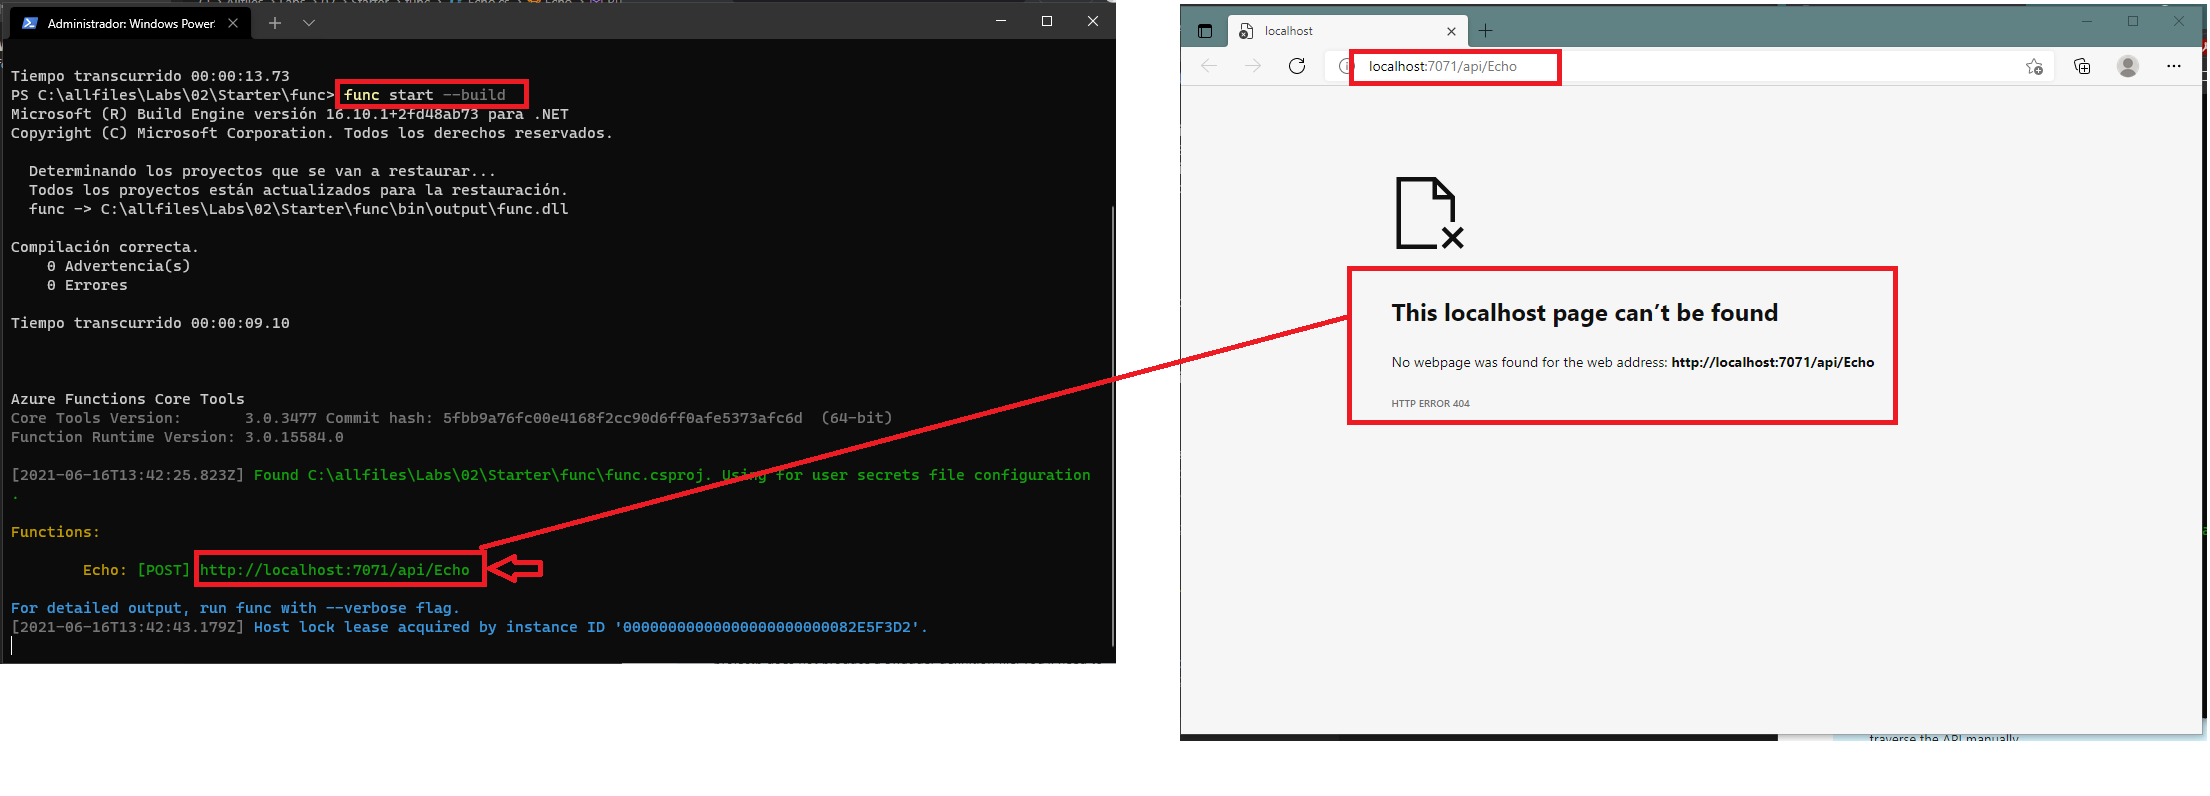 Administrador: Windows PowerS
Tiempo transcurrido 00:00:13.73
PS C:\allfiles\Labs\02\Starter\func> func start --build
Microsoft (R) Build Engine versión 16.10.1+2fd48ab73 para .NET
Copyright (C) Microsoft Corporation. Todos los derechos reservados.
Determinando los proyectos que se van a restaurar...
Todos los proyectos están actualizados para la restauración.
func -> C:\allfiles\Labs\02\Starter\func\bin\output\func.dll
Compilación correcta.
0 Advertencia(s)
0 Errores
Tiempo transcurrido 00:00:09.10
Azure Functions Core Tools
Core Tools Version: 3.0.3477 Commit hash: 5fbb9a76fc00e4168f2cc90d6ff0afe5373afc6d (64-bit)
Function Runtime Version: 3.0.15584.0
[2021-06-16T13:42:25.823Z] Found C:\allfiles\Labs\02\Starter\func\func.csproj. Using for user secrets file configuration
.
Functions:
Echo: [POST] http://localhost:7071/api/Echo
For detailed output, run func with --verbose flag.
[2021-06-16T13:42:43.179Z] Host lock lease acquired by instance ID '00000000000000000000000082E5F3D2'.
localhost
localhost:7071/api/Echo
This localhost page can't be found
No webpage was found for the web address: http://localhost:7071/api/Echo
HTTP ERROR 404
traverse the API manually